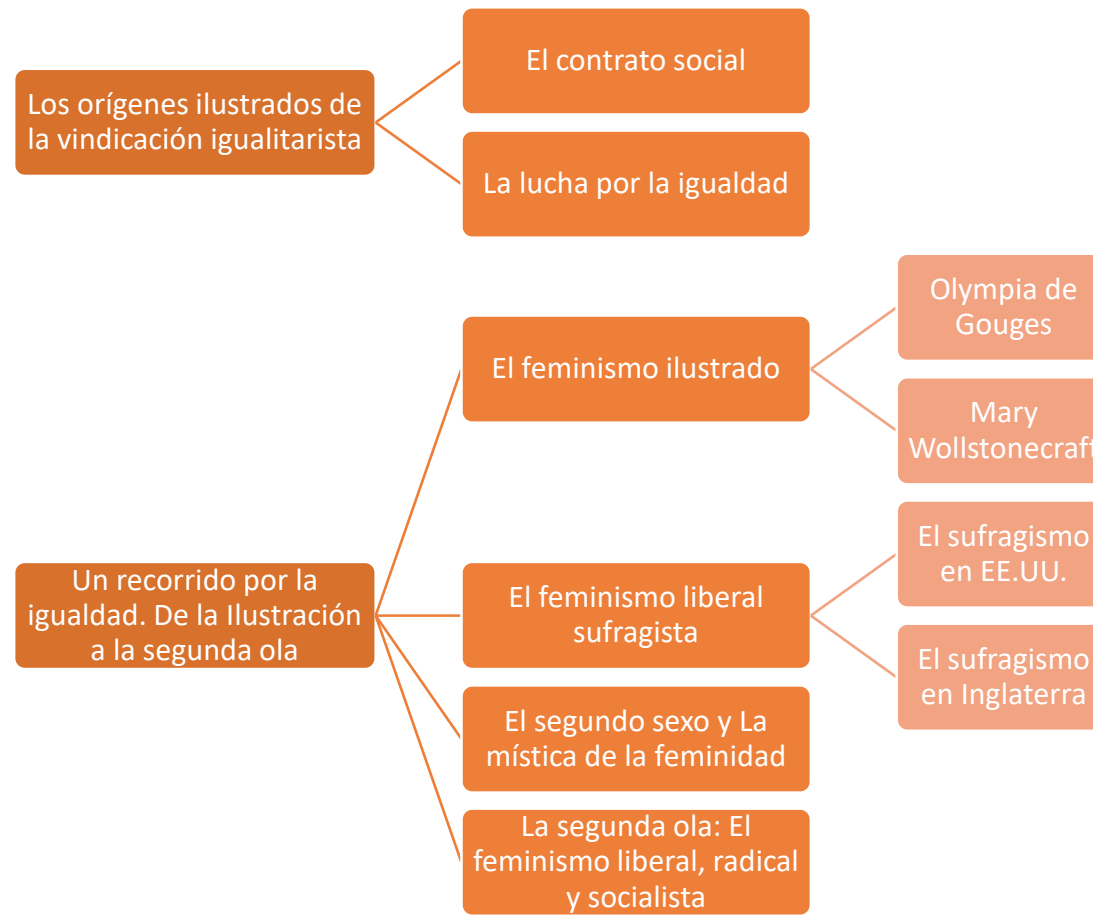 Los orígenes ilustrados de
la vindicación igualitarista
El contrato social
La lucha por la igualdad
Un recorrido por la
igualdad. De la Ilustración
a la segunda ola
El feminismo ilustrado
Olympia de
Gouges
Mary
Wollstonecraft
El feminismo liberal
sufragista
El sufragismo
en EE.UU.
El sufragismo
en Inglaterra
El segundo sexo y La
mística de la feminidad
La segunda ola: El
feminismo liberal, radical
y socialista